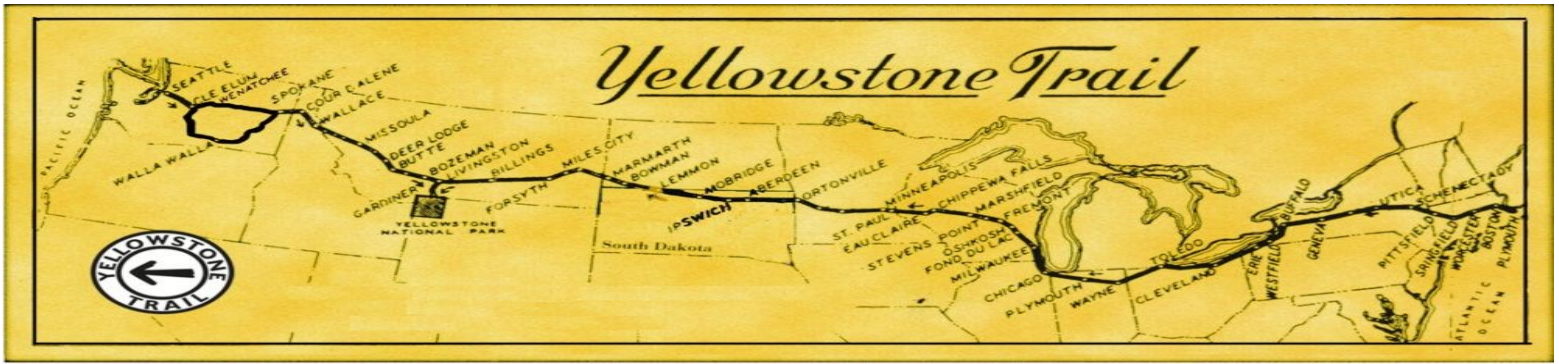 Yellowstone Trail
PACIFIC OCEAN
SEATTLE
CLE ELUM
WENATCHEE
SPOKANE
COUR D'ALENE
WALLACE
WALLA WALLA
MISSOULA
DEER LODGE
BUTTE
BOZEMAN
LIVINGSTON
GARDINER
YELLOWSTONE
NATIONAL PARK
BILLINGS
FORSYTH
MILES CITY
MARMARTH
BOWMAN
LEMMON
MOBRIDGE
IPSWICH
ABERDEEN
South Dakota
ORTONVILLE
MINNEAPOLIS
ST. PAUL
CHIPPEWA FALLS
EAU CLAIRE
MARSHFIELD
STEVENS POINT
FREMONT
OSHKOSH
FOND DU LAC
MILWAUKEE
CHICAGO
PLYMOUTH
WAYNE
TOLEDO
CLEVELAND
ERIE
WESTFIELD
BUFFALO
GENEVA
UTICA
SCHENECTADY
PITTSFIELD
SRINGFIELD
WORCESTER
BOSTON
PLYMOUTH
ATLANTIC
OCEAN
YELLOWSTONE
TRAIL